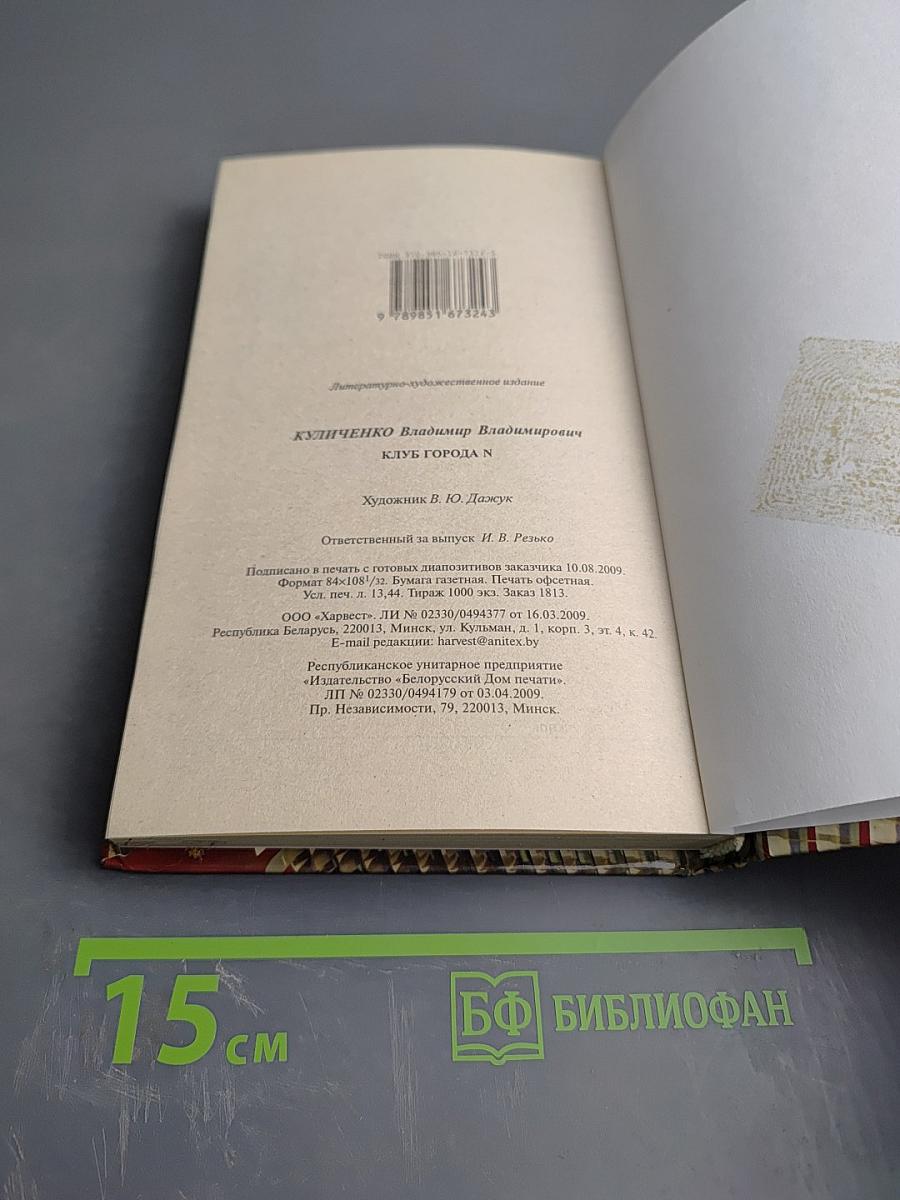 9 789851 673243
Литературно-художественное издание
КУЛИЧЕНКО Владимир Владимирович
КЛУБ ГОРОДА N
Художник В. Ю. Дажук
Ответственный за выпуск И. В. Резько
Подписано в печать с готовых диапозитивов заказчика 10.08.2009.
Формат 84×108¹/₃₂. Бумага газетная. Печать офсетная.
Усл. печ. л. 13,44. Тираж 1000 экз. Заказ 1813.
ООО «Харвест». ЛИ № 02330/0494377 от 16.03.2009.
Республика Беларусь, 220013, Минск, ул. Кульман, д. 1, корп. 3, эт. 4, к. 42.
E-mail редакции: harvest@anitex.by
Республиканское унитарное предприятие
«Издательство «Белорусский Дом печати».
ЛП № 02330/0494179 от 03.04.2009.
Пр. Независимости, 79, 220013, Минск.
15 см
БФ БИБЛИОФАН